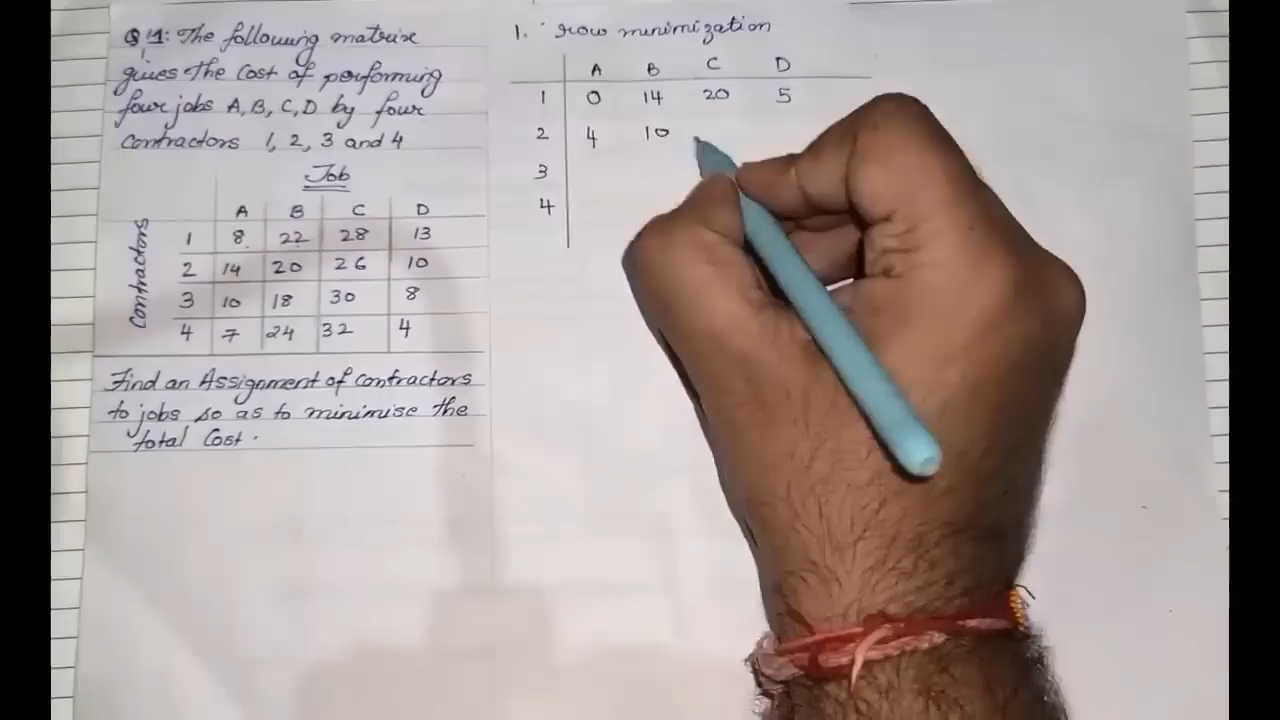 Q 1: The following matrix
gives the cost of performing
four jobs A, B, C, D by four
contractors 1, 2, 3 and 4
Job
A B C D
1 8 22 28 13
2 14 20 26 10
3 10 18 30 8
4 7 24 32 4
Contractors
Find an Assignment of contractors
to jobs so as to minimise the
total cost.
1. row minimization
A B C D
1 0 14 20 5
2 4 10
3
4